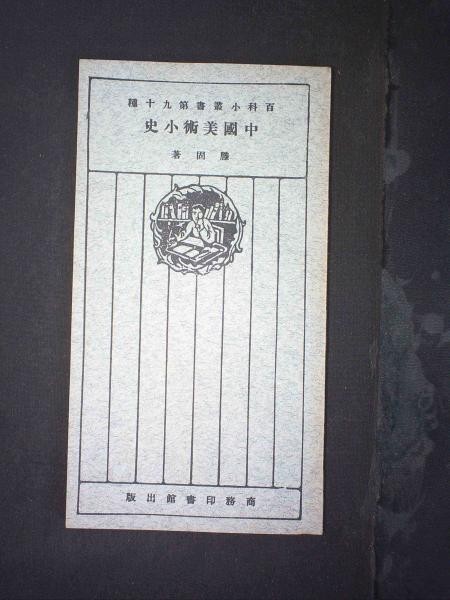 百科小叢書第九十種
中國美術小史
滕固著
商務印書館出版